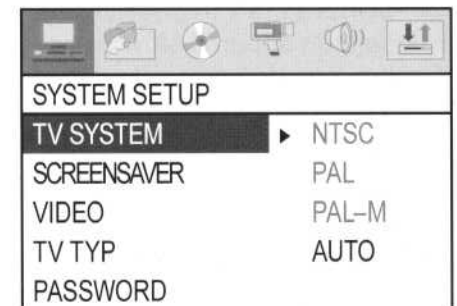 SYSTEM SETUP
TV SYSTEM NTSC
SCREENSAVER PAL
VIDEO PAL–M
TV TYP AUTO
PASSWORD